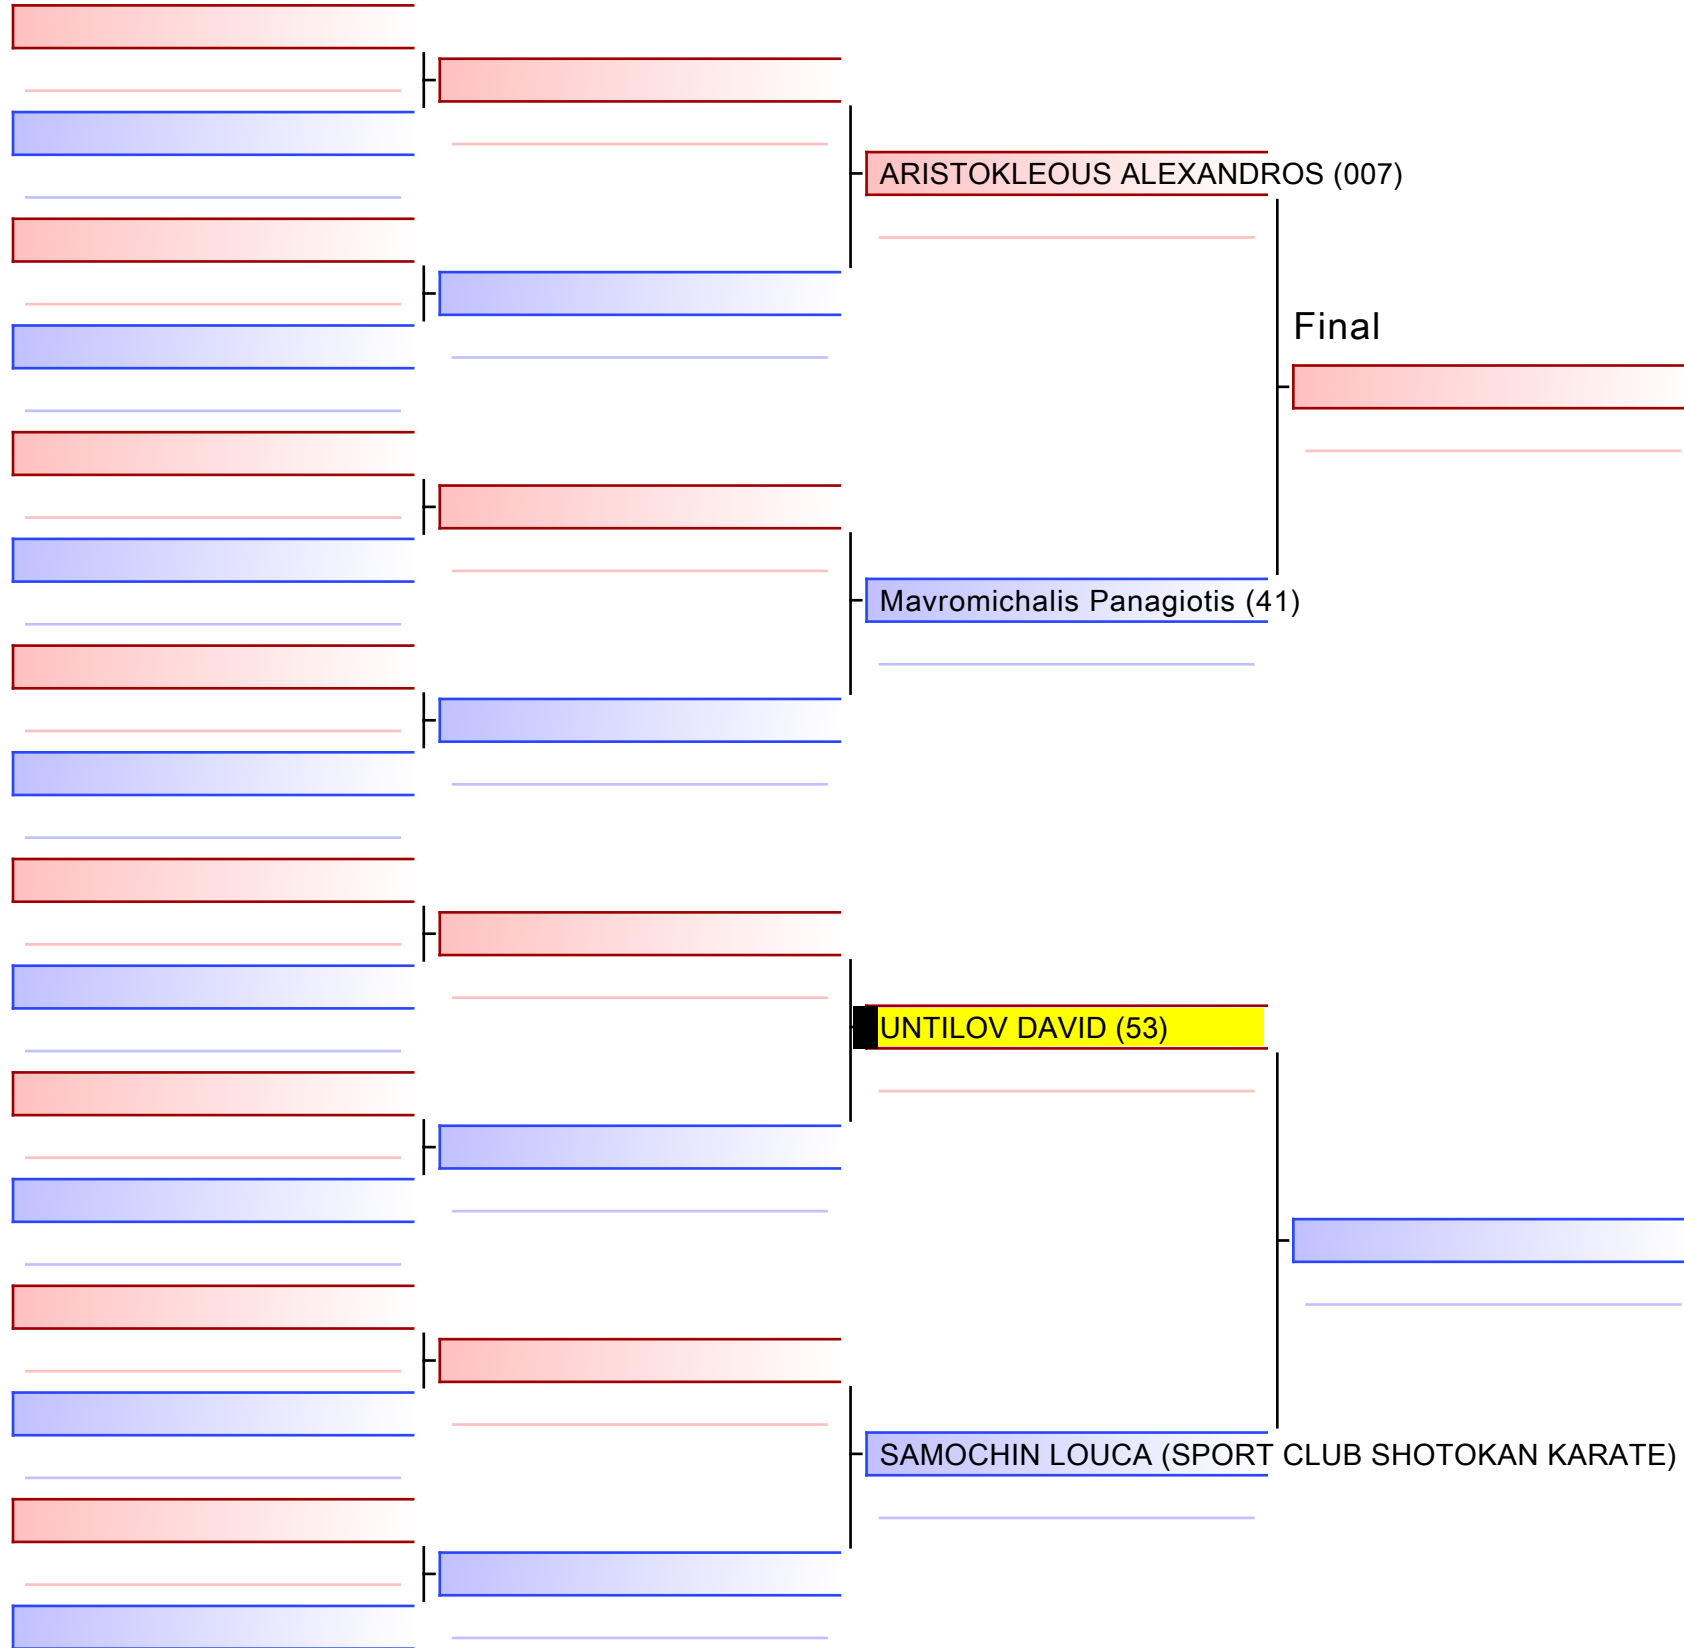 ARISTOKLEOUS ALEXANDROS (007)
Final
Mavromichalis Panagiotis (41)
UNTILOV DAVID (53)
SAMOCHIN LOUCA (SPORT CLUB SHOTOKAN KARATE)